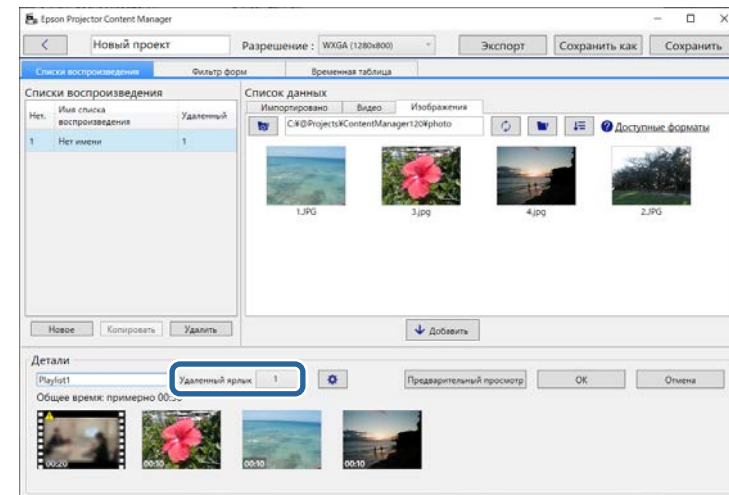 Epson Projector Content Manager
Новый проект
Разрешение : WXGA (1280x800)
Экспорт
Сохранить как
Сохранить
Списки воспроизведения
Фильтр форм
Временная таблица
Списки воспроизведения
Нет.
Имя списка воспроизведения
Удаленный
1 Нет имени 1
Новое
Копировать
Удалить
Список данных
Импортировано
Видео
Изображения
C:¥@Projects¥ContentManager120¥photo
Доступные форматы
1.JPG
3.jpg
4.jpg
2.JPG
Добавить
Детали
Playlist1
Удаленный ярлык 1
Предварительный просмотр
OK
Отмена
Общее время: примерно 00:50
00:20
00:10
00:10
00:10